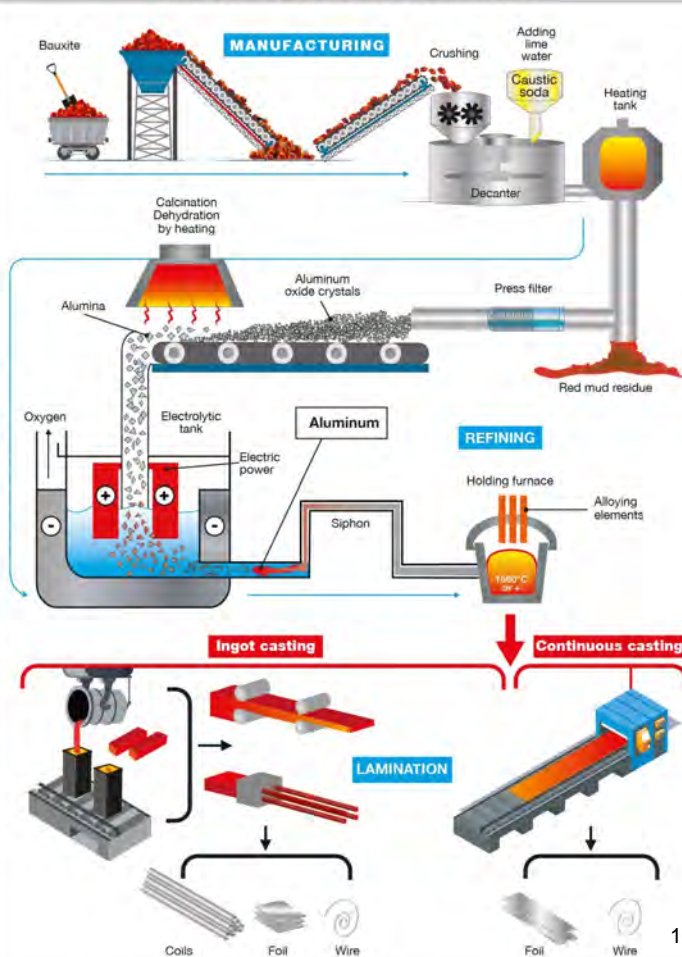 Bauxite
MANUFACTURING
Crushing
Adding
lime
water
Caustic
soda
Heating
tank
Decanter
Calcination
Dehydration
by heating
Alumina
Aluminum
oxide crystals
Press filter
Red mud residue
Oxygen
Electrolytic
tank
Aluminum
Electric
power
REFINING
Holding furnace
Alloying
elements
Siphon
+
+
-
-
1560°C
or +
Ingot casting
Continuous casting
LAMINATION
Coils
Foil
Wire
Foil
Wire
1